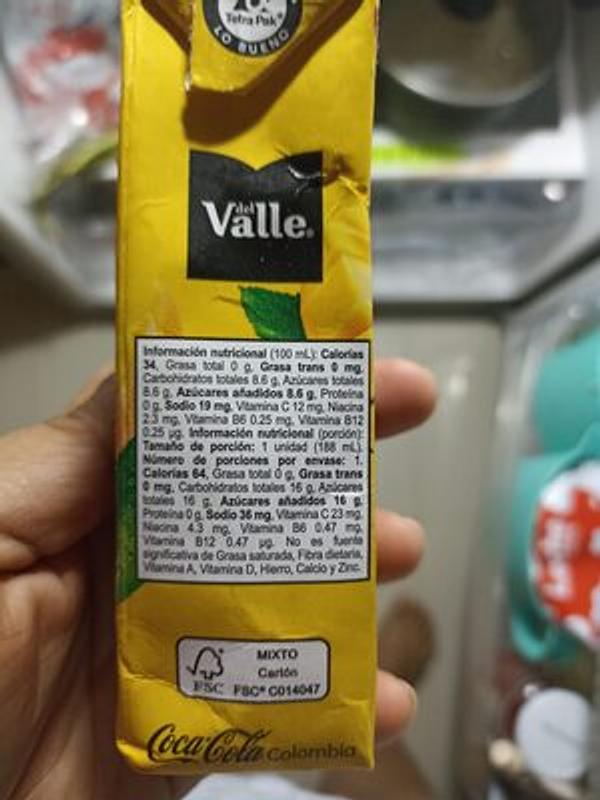 Tetra Pak®
LO BUENO
del
Valle®
Información nutricional (100 mL): Calorías
34, Grasa total 0 g, Grasa trans 0 mg,
Carbohidratos totales 8.6 g, Azúcares totales
8.6 g, Azúcares añadidos 8.6 g, Proteína
0 g, Sodio 19 mg, Vitamina C 12 mg, Niacina
2.3 mg, Vitamina B6 0.25 mg, Vitamina B12
0.25 µg. Información nutricional (porción):
Tamaño de porción: 1 unidad (188 mL).
Número de porciones por envase: 1.
Calorías 64, Grasa total 0 g, Grasa trans
0 mg, Carbohidratos totales 16 g, Azúcares
totales 16 g, Azúcares añadidos 16 g,
Proteína 0 g, Sodio 36 mg, Vitamina C 23 mg,
Niacina 4.3 mg, Vitamina B6 0.47 mg,
Vitamina B12 0.47 µg. No es fuente
significativa de Grasa saturada, Fibra dietaria,
Vitamina A, Vitamina D, Hierro, Calcio y Zinc.
MIXTO
Cartón
FSC FSC® C014047
Coca-Cola Colombia